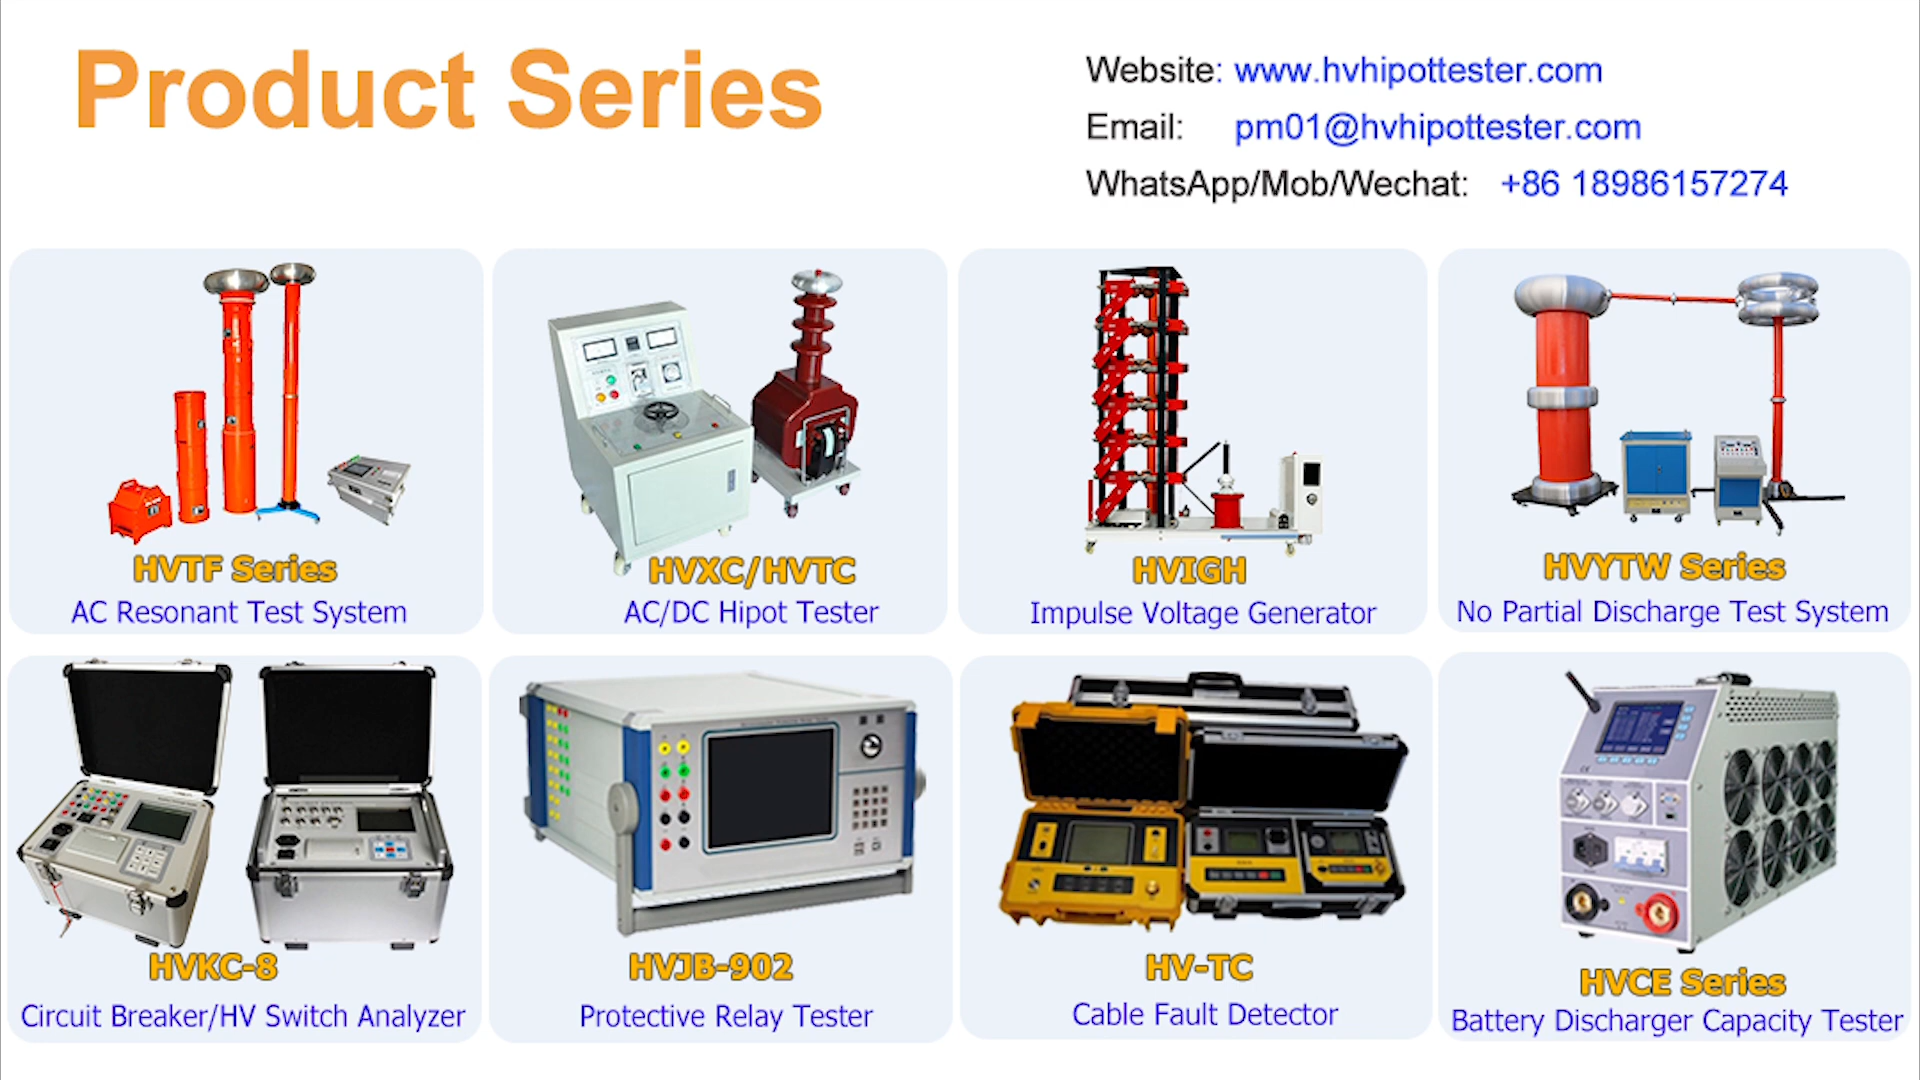 Product Series
Website: www.hvhipottester.com
Email: pm01@hvhipottester.com
WhatsApp/Mob/Wechat: +86 18986157274
HVTF Series
AC Resonant Test System
HVXC/HVTC
AC/DC Hipot Tester
HVIGH
Impulse Voltage Generator
HVYTW Series
No Partial Discharge Test System
HVKC-8
Circuit Breaker/HV Switch Analyzer
HVJB-902
Protective Relay Tester
HV-TC
Cable Fault Detector
HVCE Series
Battery Discharger Capacity Tester